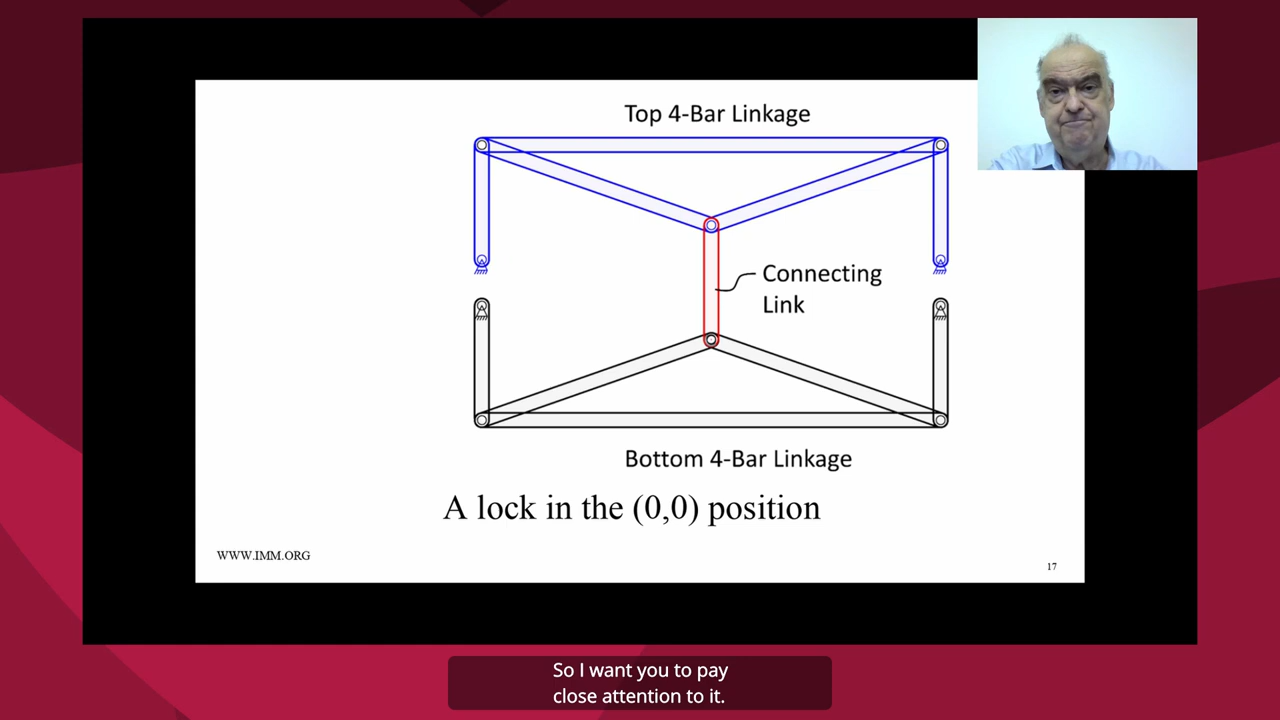 Top 4-Bar Linkage
Connecting
Link
Bottom 4-Bar Linkage
A lock in the (0,0) position
WWW.IMM.ORG
17
So I want you to pay
close attention to it.